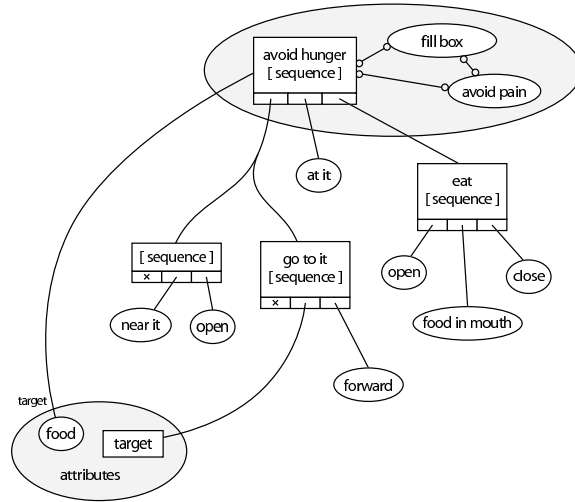 fill box
avoid hunger
[ sequence ]
avoid pain
at it
eat
[ sequence ]
[ sequence ]
×
go to it
[ sequence ]
×
open
close
near it
open
food in mouth
forward
target
food
target
attributes